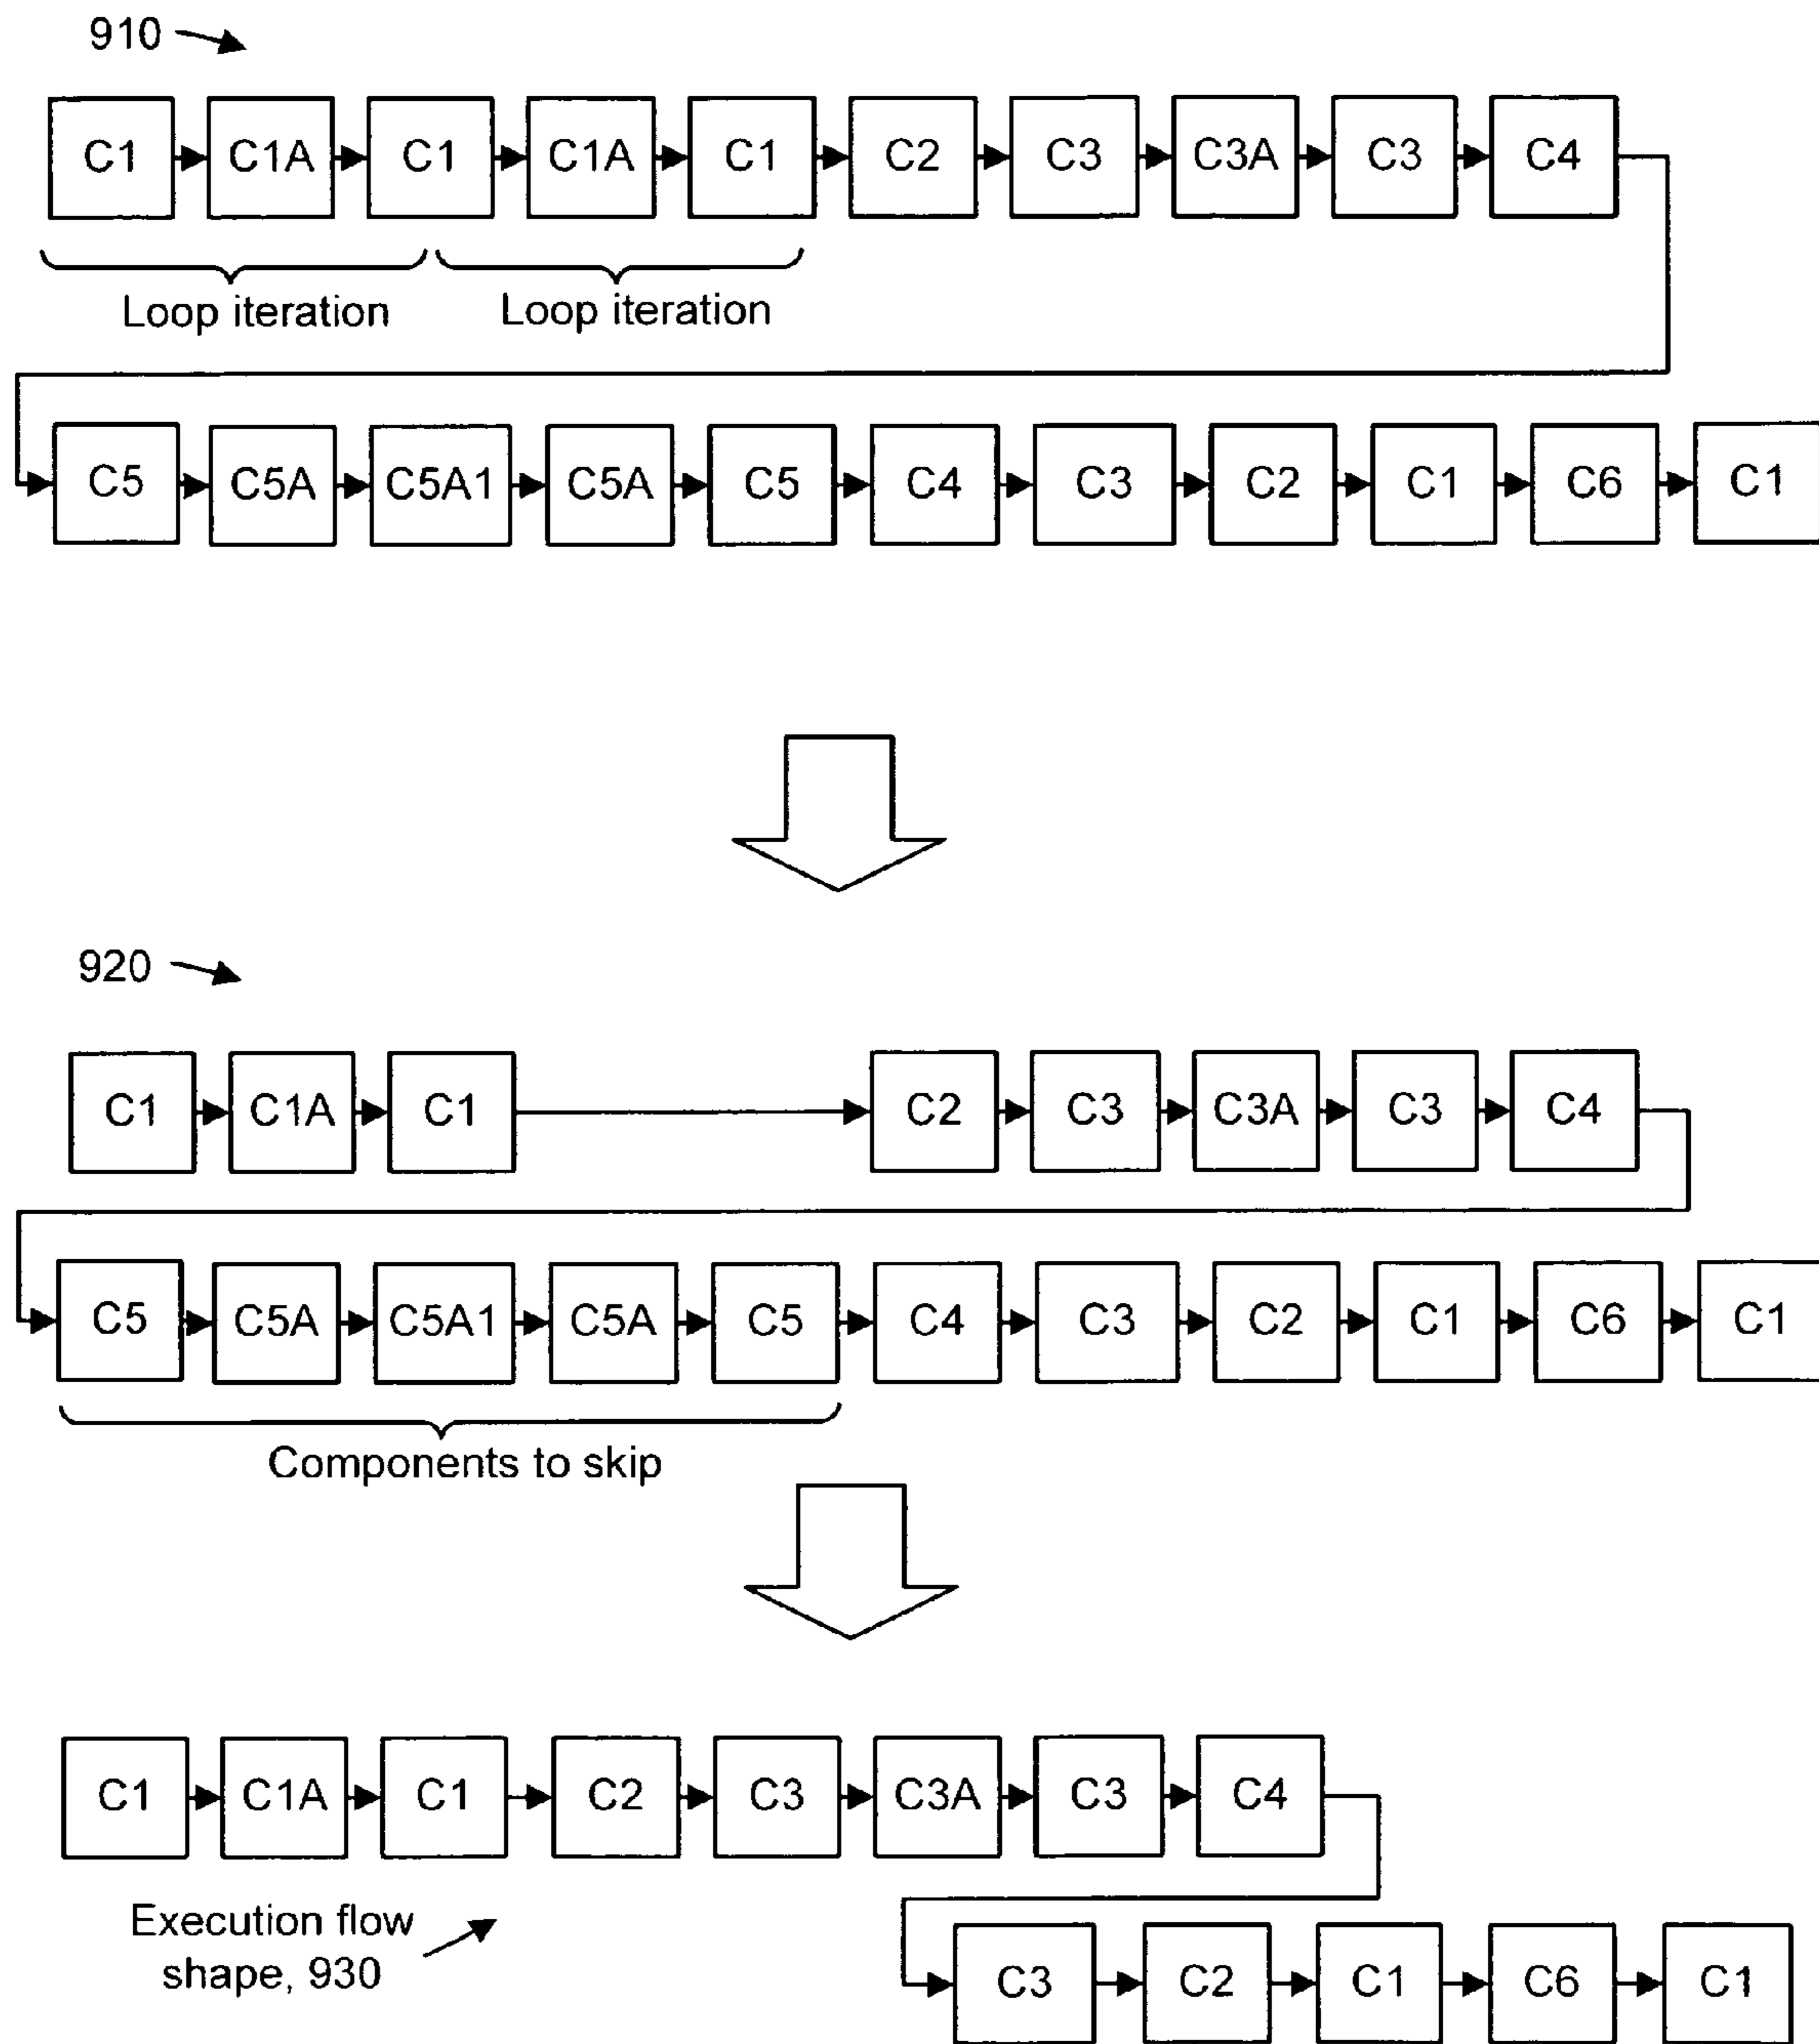 910
C1 C1A C1 C1A C1 C2 C3 C3A C3 C4
Loop iteration Loop iteration
C5 C5A C5A1 C5A C5 C4 C3 C2 C1 C6 C1
920
C1 C1A C1 C2 C3 C3A C3 C4
C5 C5A C5A1 C5A C5 C4 C3 C2 C1 C6 C1
Components to skip
C1 C1A C1 C2 C3 C3A C3 C4
Execution flow
shape, 930
C3 C2 C1 C6 C1